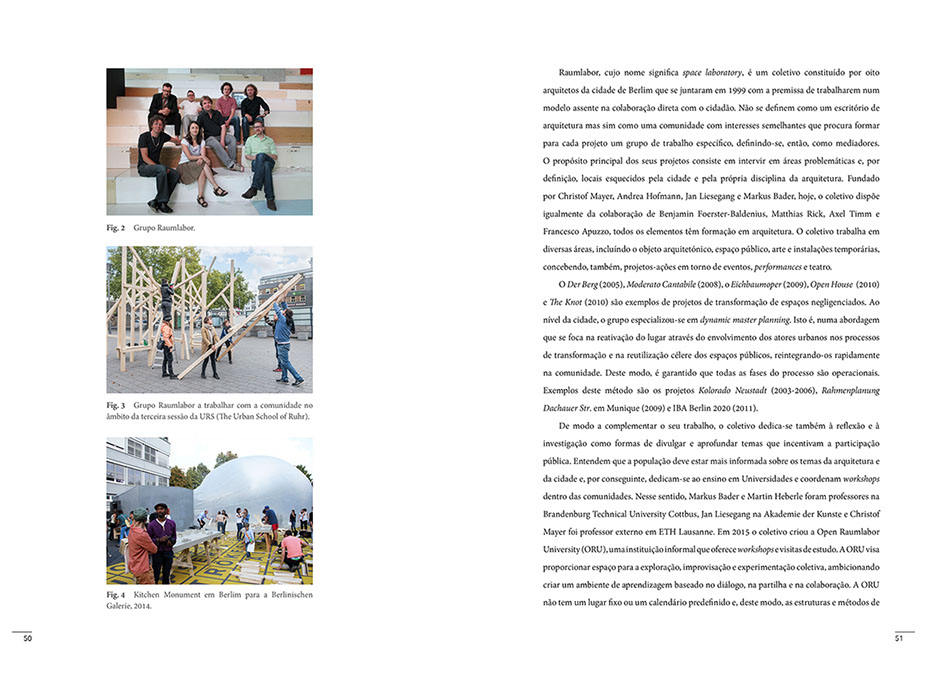 Fig. 2 Grupo Raumlabor.
Fig. 3 Grupo Raumlabor a trabalhar com a comunidade no
âmbito da terceira sessão da URS (The Urban School of Ruhr).
Fig. 4 Kitchen Monument em Berlim para a Berlinischen
Galerie, 2014.
50
Raumlabor, cujo nome significa space laboratory, é um coletivo constituído por oito
arquitetos da cidade de Berlim que se juntaram em 1999 com a premissa de trabalharem num
modelo assente na colaboração direta com o cidadão. Não se definem como um escritório de
arquitetura mas sim como uma comunidade com interesses semelhantes que procura formar
para cada projeto um grupo de trabalho específico, definindo-se, então, como mediadores.
O propósito principal dos seus projetos consiste em intervir em áreas problemáticas e, por
definição, locais esquecidos pela cidade e pela própria disciplina da arquitetura. Fundado
por Christof Mayer, Andrea Hofmann, Jan Liesegang e Markus Bader, hoje, o coletivo dispõe
igualmente da colaboração de Benjamin Foerster-Baldenius, Matthias Rick, Axel Timm e
Francesco Apuzzo, todos os elementos têm formação em arquitetura. O coletivo trabalha em
diversas áreas, incluíndo o objeto arquitetónico, espaço público, arte e instalações temporárias,
concebendo, também, projetos-ações em torno de eventos, performances e teatro.
O Der Berg (2005), Moderato Cantabile (2008), o Eichbaumoper (2009), Open House (2010)
e The Knot (2010) são exemplos de projetos de transformação de espaços negligenciados. Ao
nível da cidade, o grupo especializou-se em dynamic master planning. Isto é, numa abordagem
que se foca na reativação do lugar através do envolvimento dos atores urbanos nos processos
de transformação e na reutilização célere dos espaços públicos, reintegrando-os rapidamente
na comunidade. Deste modo, é garantido que todas as fases do processo são operacionais.
Exemplos deste método são os projetos Kolorado Neustadt (2003-2006), Rahmenplanung
Dachauer Str. em Munique (2009) e IBA Berlin 2020 (2011).
De modo a complementar o seu trabalho, o coletivo dedica-se também à reflexão e à
investigação como formas de divulgar e aprofundar temas que incentivam a participação
pública. Entendem que a população deve estar mais informada sobre os temas da arquitetura e
da cidade e, por conseguinte, dedicam-se ao ensino em Universidades e coordenam workshops
dentro das comunidades. Nesse sentido, Markus Bader e Martin Heberle foram professores na
Brandenburg Technical University Cottbus, Jan Liesegang na Akademie der Kunste e Christof
Mayer foi professor externo em ETH Lausanne. Em 2015 o coletivo criou a Open Raumlabor
University (ORU), uma instituição informal que oferece workshops e visitas de estudo. A ORU visa
proporcionar espaço para a exploração, improvisação e experimentação coletiva, ambicionando
criar um ambiente de aprendizagem baseado no diálogo, na partilha e na colaboração. A ORU
não tem um lugar fixo ou um calendário predefinido e, deste modo, as estruturas e métodos de
51